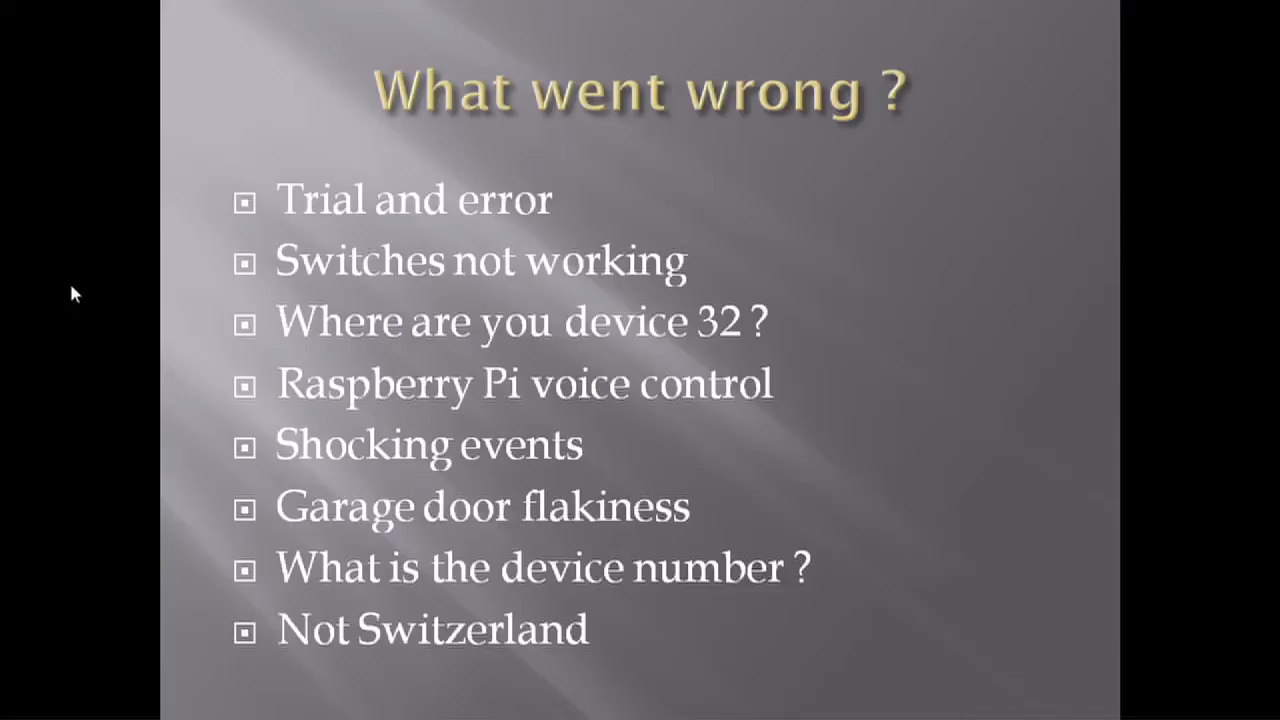 What went wrong ?
Trial and error
Switches not working
Where are you device 32 ?
Raspberry Pi voice control
Shocking events
Garage door flakiness
What is the device number ?
Not Switzerland